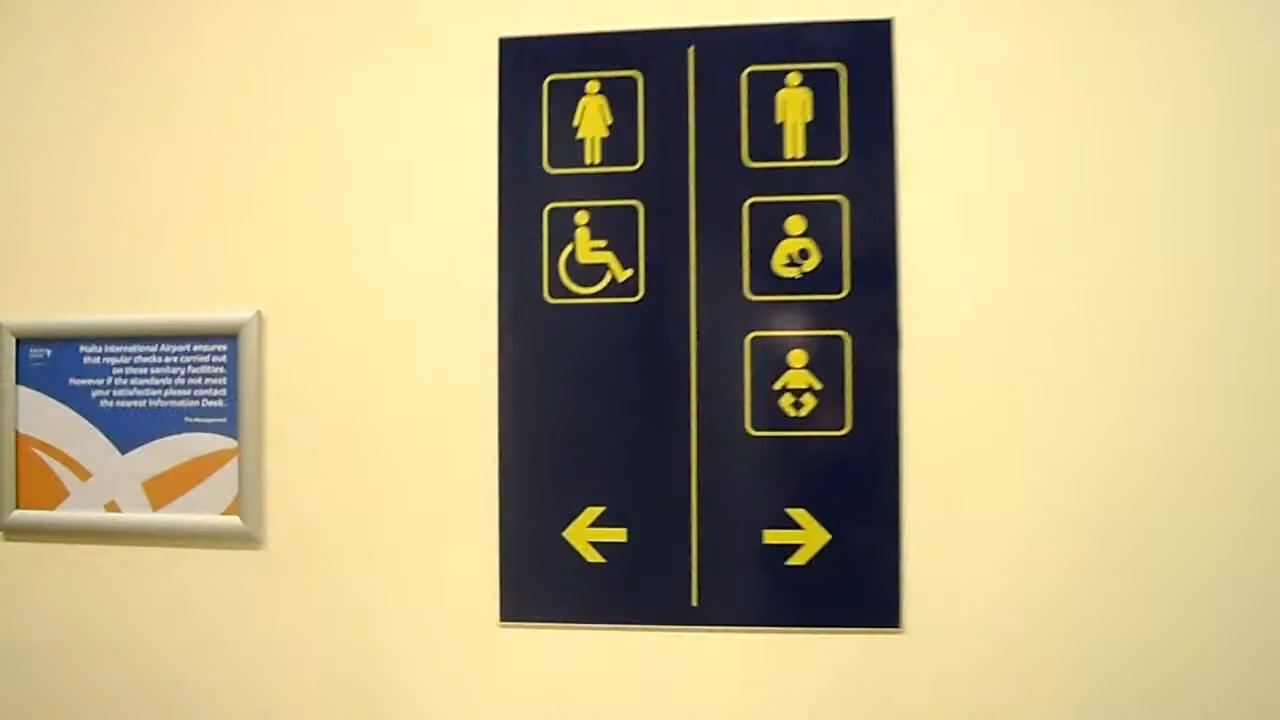 Malta International Airport ensures
that regular checks are carried out
on these sanitary facilities.
However if the standards do not meet
your satisfaction please contact
the nearest Information Desk.
The Management